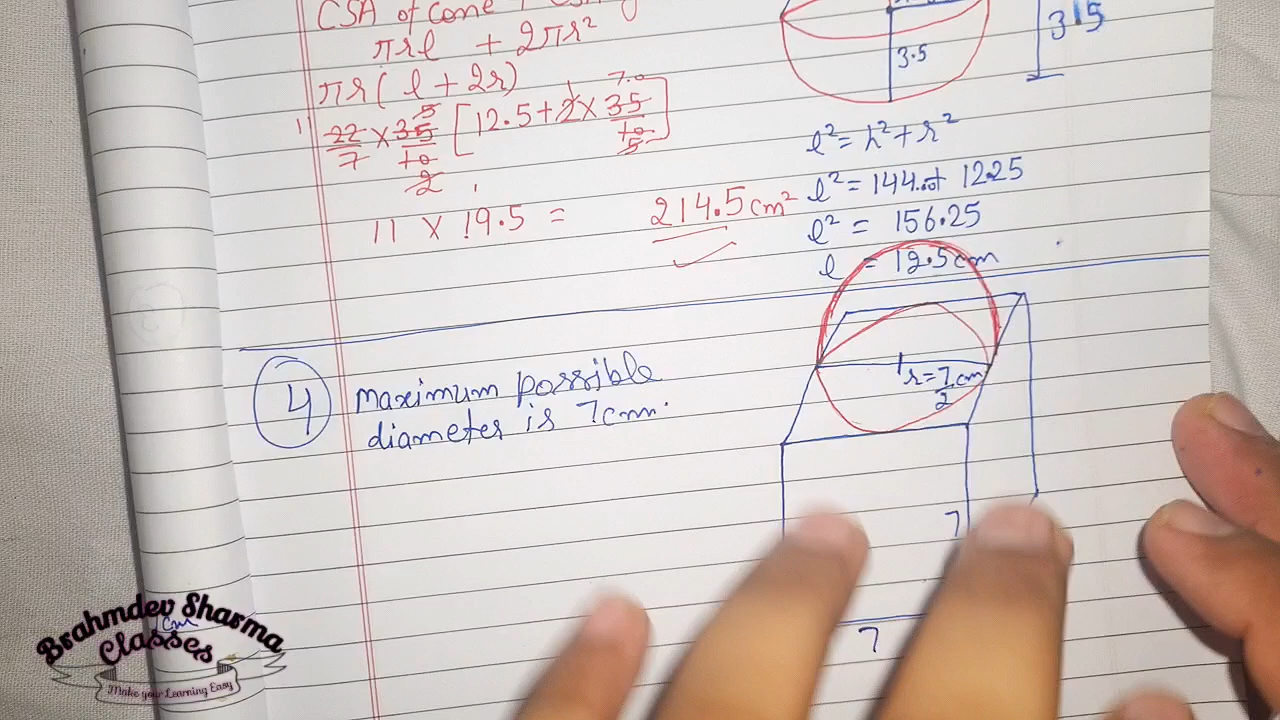 CSA of Cone +
πrl + 2πr²
πr( l + 2r)
22/7 × 35/10 [12.5 + 2 × 35/10]
11 × 19.5 = 214.5 cm²
3.5
3.5
l² = h² + r²
l² = 144 + 12.25
l² = 156.25
l = 12.5 cm
4
Maximum possible
diameter is 7cm.
r = 7/2 cm
7
7
cm
Brahmdev Sharma
Classes
Make your Learning Easy